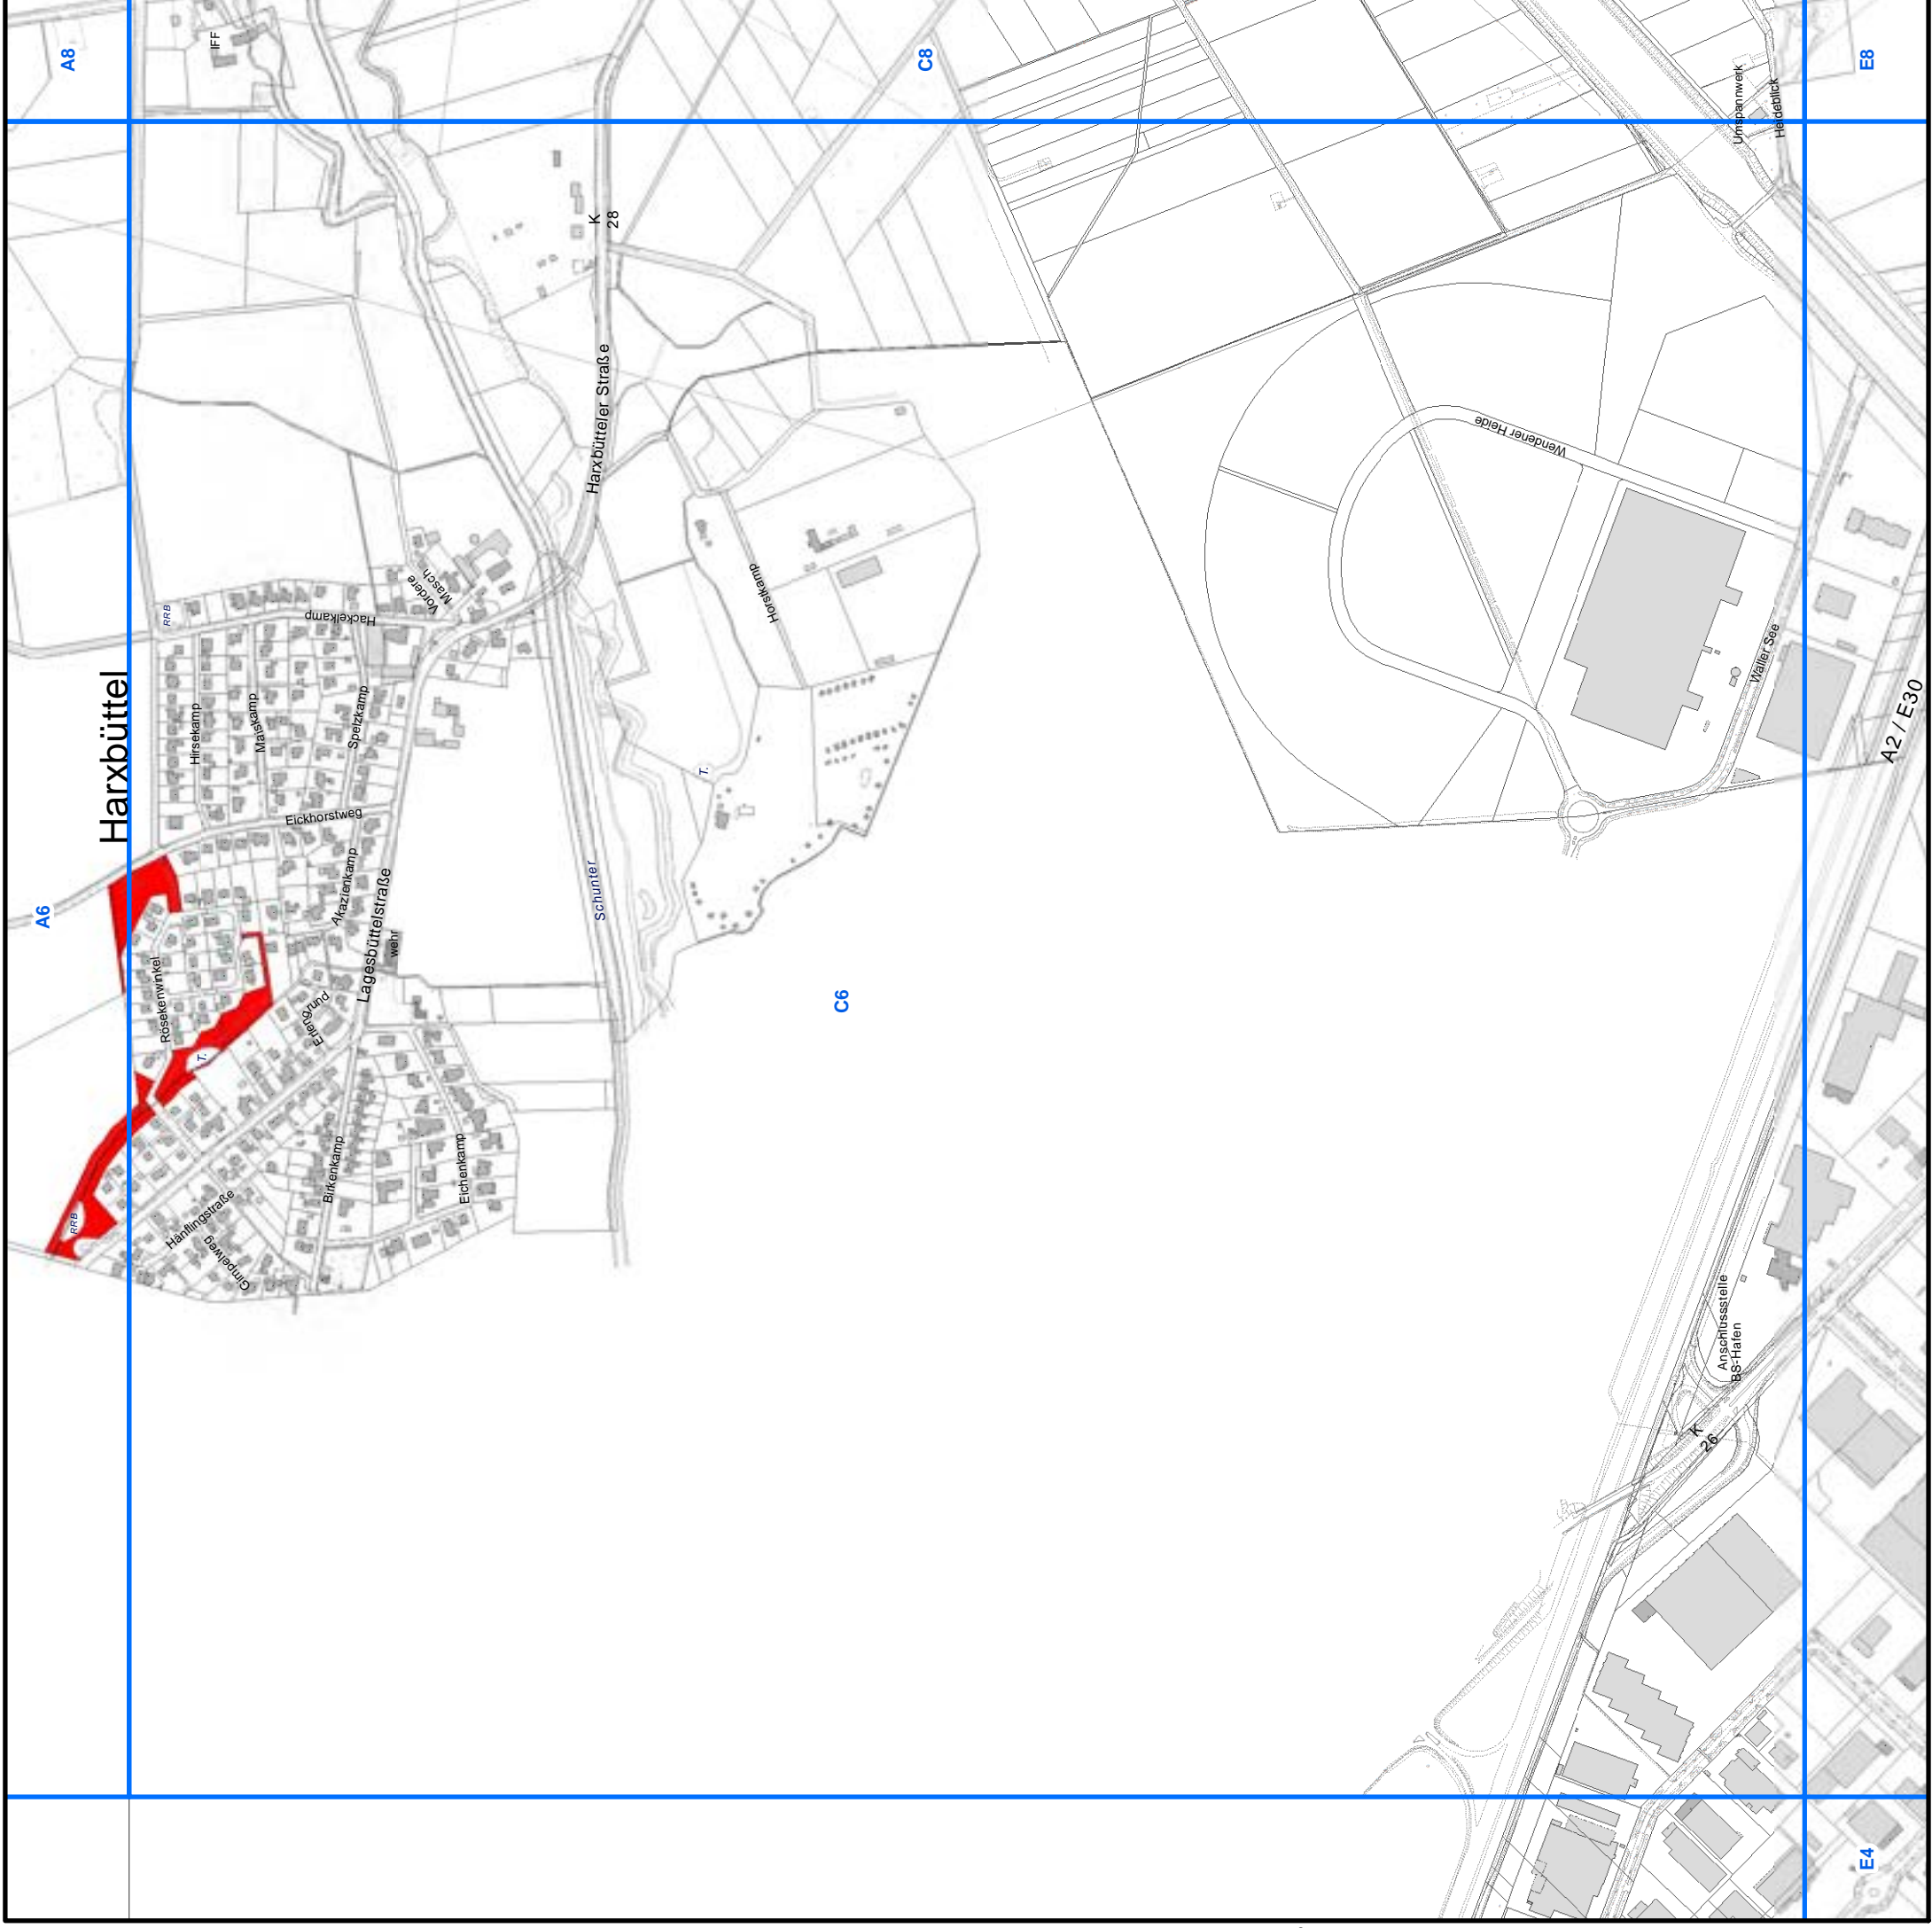 A8
C8
E8
IFF
Umspannwerk
Heideblick
K
28
Harxbütteler Straße
Wendener Heide
Vordere
Masch
Hackelkamp
RRB
Horstkamp
Waller See
A2 / E30
Harxbüttel
Hirsekamp
Maiskamp
Spelzkamp
Eickhorstweg
T.
A6
Akazienkamp
Lagesbüttelstraße
wehr
Schunter
C6
Rösekenwinkel
Erlengrund
T.
RRB
Hänflingstraße
Gimpelweg
Birkenkamp
Eichenkamp
Anschlussstelle
BS-Hafen
K
26
E4